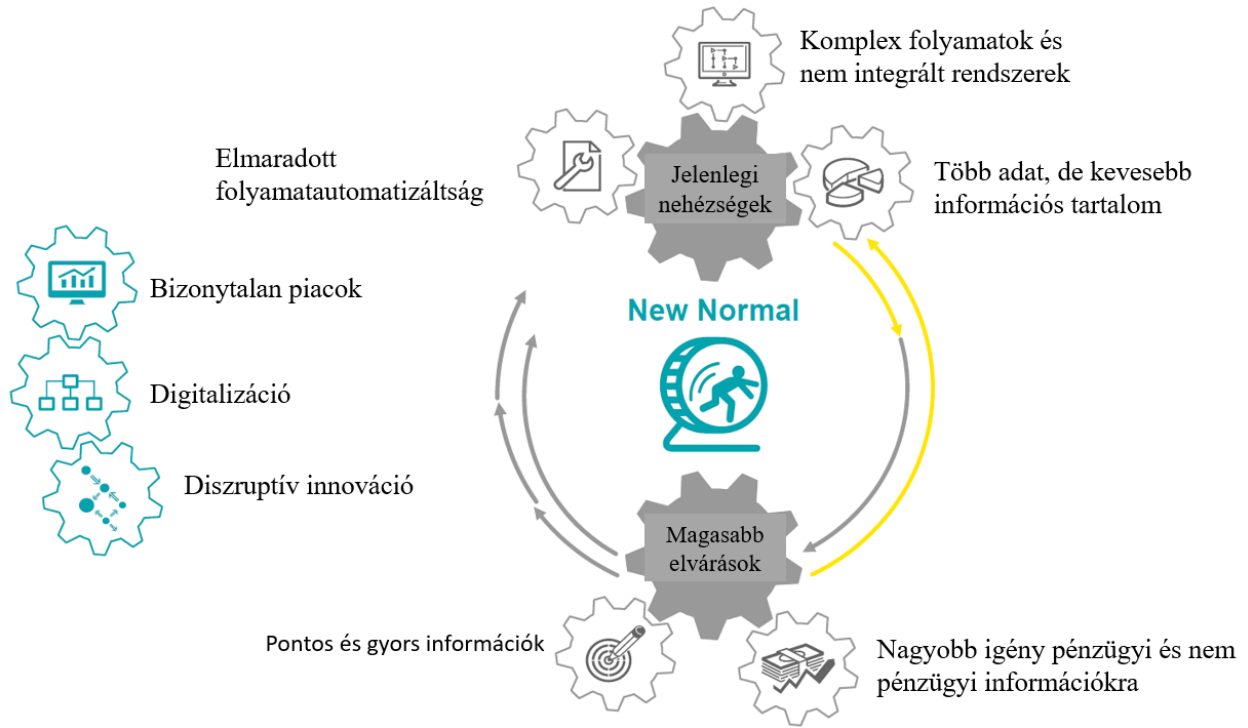 Komplex folyamatok és
nem integrált rendszerek
Elmaradott
folyamatautomatizáltság
Jelenlegi
nehézségek
Több adat, de kevesebb
információs tartalom
Bizonytalan piacok
New Normal
Digitalizáció
Diszruptív innováció
Magasabb
elvárások
Pontos és gyors információk
Nagyobb igény pénzügyi és nem
pénzügyi információkra